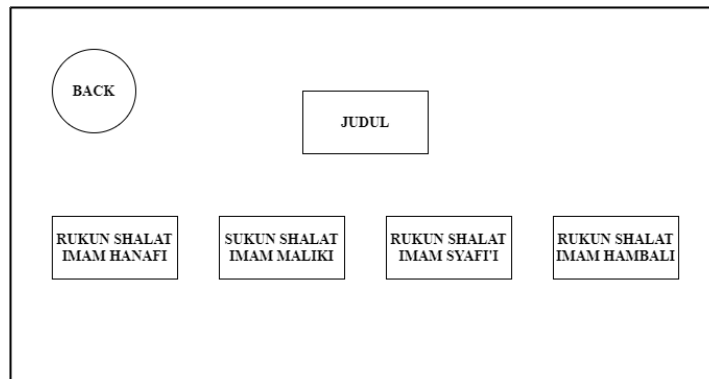 BACK
JUDUL
RUKUN SHALAT
IMAM HANAFI
SUKUN SHALAT
IMAM MALIKI
RUKUN SHALAT
IMAM SYAFI'I
RUKUN SHALAT
IMAM HAMBALI